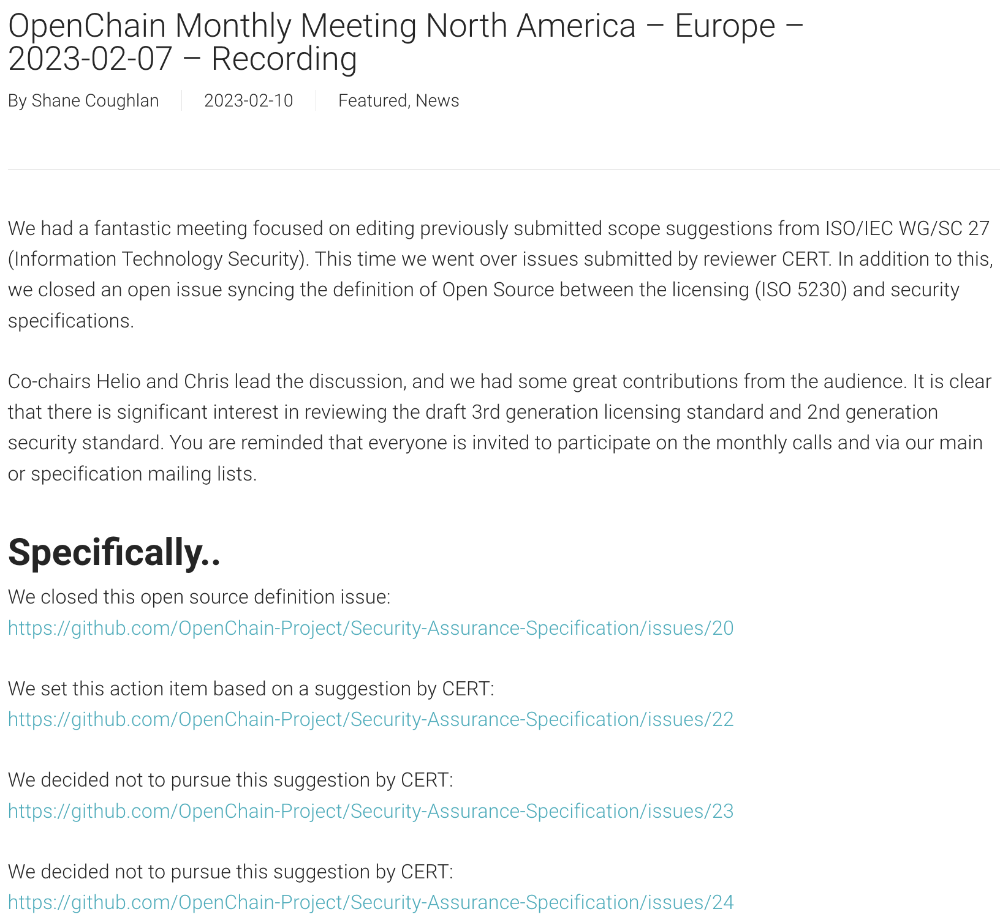 OpenChain Monthly Meeting North America – Europe –
2023-02-07 – Recording
By Shane Coughlan 2023-02-10 Featured, News
We had a fantastic meeting focused on editing previously submitted scope suggestions from ISO/IEC WG/SC 27
(Information Technology Security). This time we went over issues submitted by reviewer CERT. In addition to this,
we closed an open issue syncing the definition of Open Source between the licensing (ISO 5230) and security
specifications.
Co-chairs Helio and Chris lead the discussion, and we had some great contributions from the audience. It is clear
that there is significant interest in reviewing the draft 3rd generation licensing standard and 2nd generation
security standard. You are reminded that everyone is invited to participate on the monthly calls and via our main
or specification mailing lists.
Specifically..
We closed this open source definition issue:
https://github.com/OpenChain-Project/Security-Assurance-Specification/issues/20
We set this action item based on a suggestion by CERT:
https://github.com/OpenChain-Project/Security-Assurance-Specification/issues/22
We decided not to pursue this suggestion by CERT:
https://github.com/OpenChain-Project/Security-Assurance-Specification/issues/23
We decided not to pursue this suggestion by CERT:
https://github.com/OpenChain-Project/Security-Assurance-Specification/issues/24